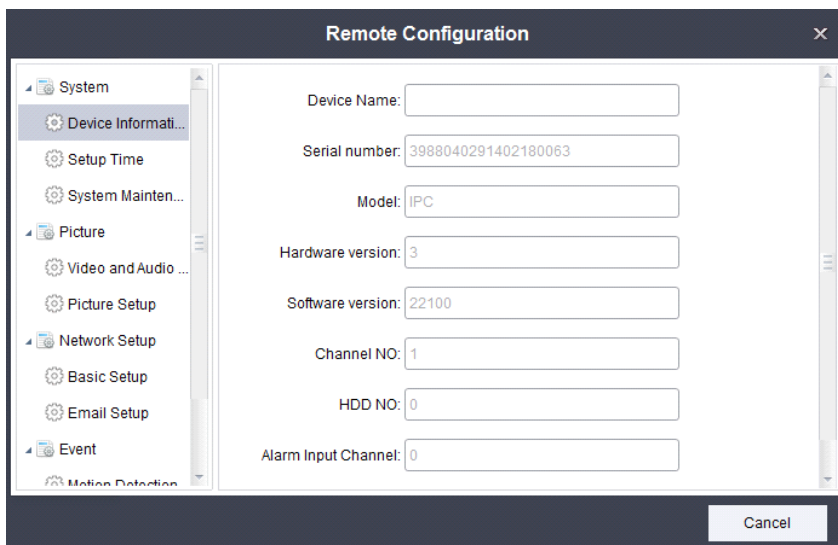 Remote Configuration
System
Device Informati...
Setup Time
System Mainten...
Picture
Video and Audio ...
Picture Setup
Network Setup
Basic Setup
Email Setup
Event
Motion Detection
Device Name:
Serial number: 3988040291402180063
Model: IPC
Hardware version: 3
Software version: 22100
Channel NO: 1
HDD NO: 0
Alarm Input Channel: 0
Cancel